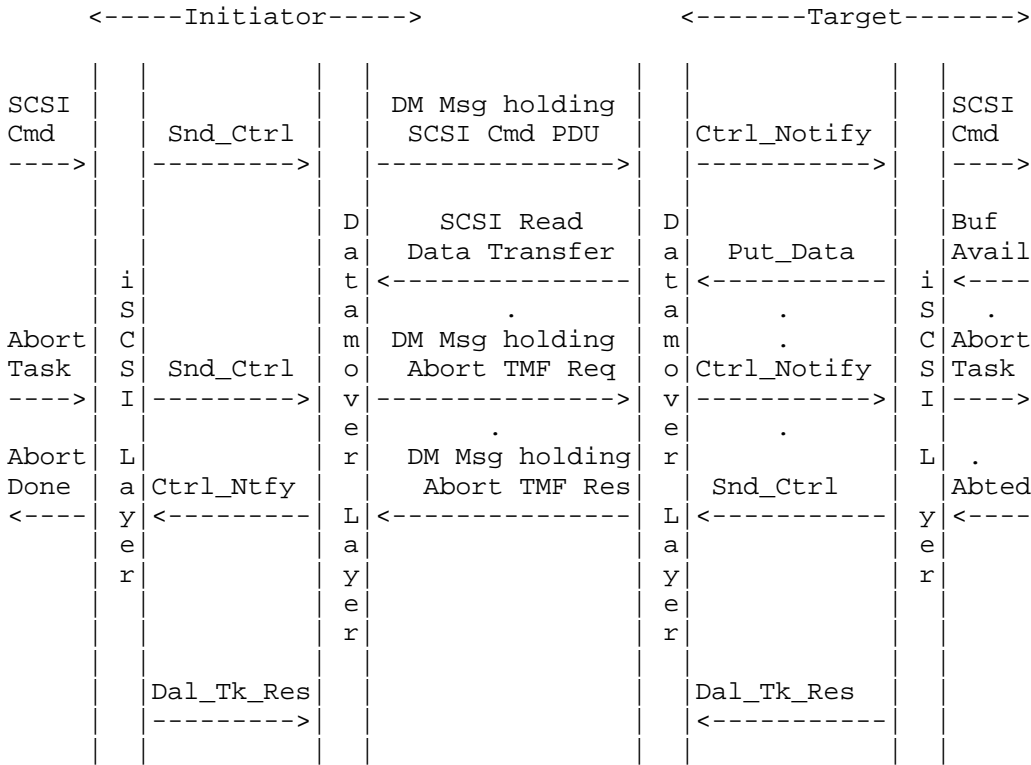 <-----Initiator----->                 <-------Target------->
SCSI DM Msg holding SCSI
Cmd Snd_Ctrl SCSI Cmd PDU Ctrl_Notify Cmd
----> ---------> ---------------> -----------> ---->
D SCSI Read D Buf
a Data Transfer a Put_Data Avail
i t <--------------- t <----------- i <----
S a . a . S .
Abort C m DM Msg holding m . C Abort
Task S Snd_Ctrl o Abort TMF Req o Ctrl_Notify S Task
----> I ---------> v ---------------> v -----------> I ---->
e . e .
Abort L r DM Msg holding r L .
Done a Ctrl_Ntfy Abort TMF Res Snd_Ctrl a Abted
<---- y <--------- L <--------------- L <----------- y <----
e a a e
r y y r
e e
r r
Dal_Tk_Res Dal_Tk_Res
---------> <-----------